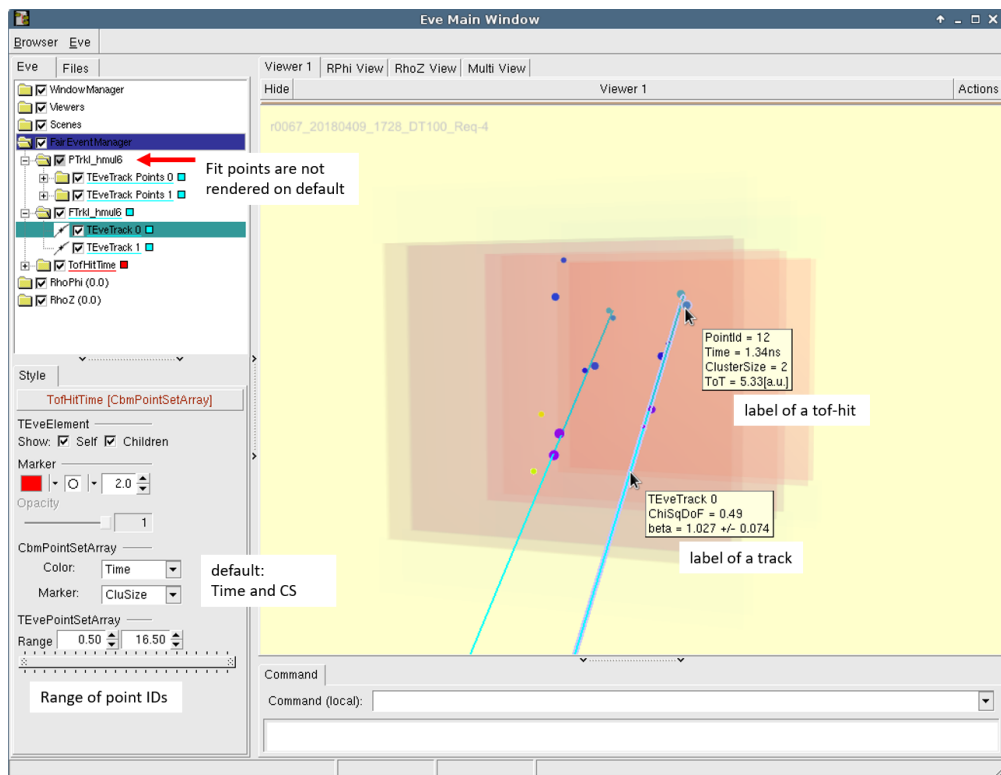 Eve Main Window
Browser Eve
Eve Files
WindowManager
Viewers
Scenes
FairEventManager
PTrkl_hmul6
TEveTrack Points 0
TEveTrack Points 1
FTrkl_hmul6
TEveTrack 0
TEveTrack 1
TofHitTime
RhoPhi (0.0)
RhoZ (0.0)
Fit points are not
rendered on default
Style
TofHitTime [CbmPointSetArray]
TEveElement
Show: Self Children
Marker
2.0
Opacity
1
CbmPointSetArray
Color: Time
Marker: CluSize
default:
Time and CS
TEvePointSetArray
Range 0.50 16.50
Range of point IDs
Viewer 1 RPhi View RhoZ View Multi View
Hide Viewer 1 Actions
r0067_20180409_1728_DT100_Req-4
PointId = 12
Time = 1.34ns
ClusterSize = 2
ToT = 5.33[a.u.]
label of a tof-hit
TEveTrack 0
ChiSqDoF = 0.49
beta = 1.027 +/- 0.074
label of a track
Command
Command (local):